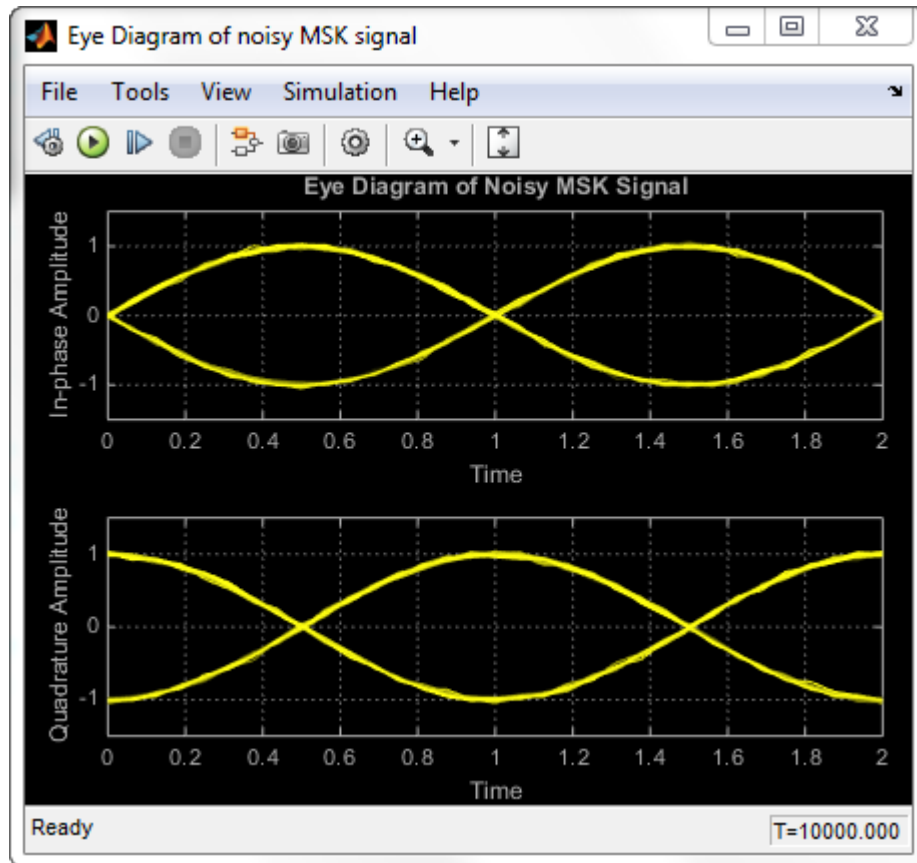 Eye Diagram of noisy MSK signal
File Tools View Simulation Help
Eye Diagram of Noisy MSK Signal
In-phase Amplitude
1
0
-1
0 0.2 0.4 0.6 0.8 1 1.2 1.4 1.6 1.8 2
Time
Quadrature Amplitude
1
0
-1
0 0.2 0.4 0.6 0.8 1 1.2 1.4 1.6 1.8 2
Time
Ready T=10000.000